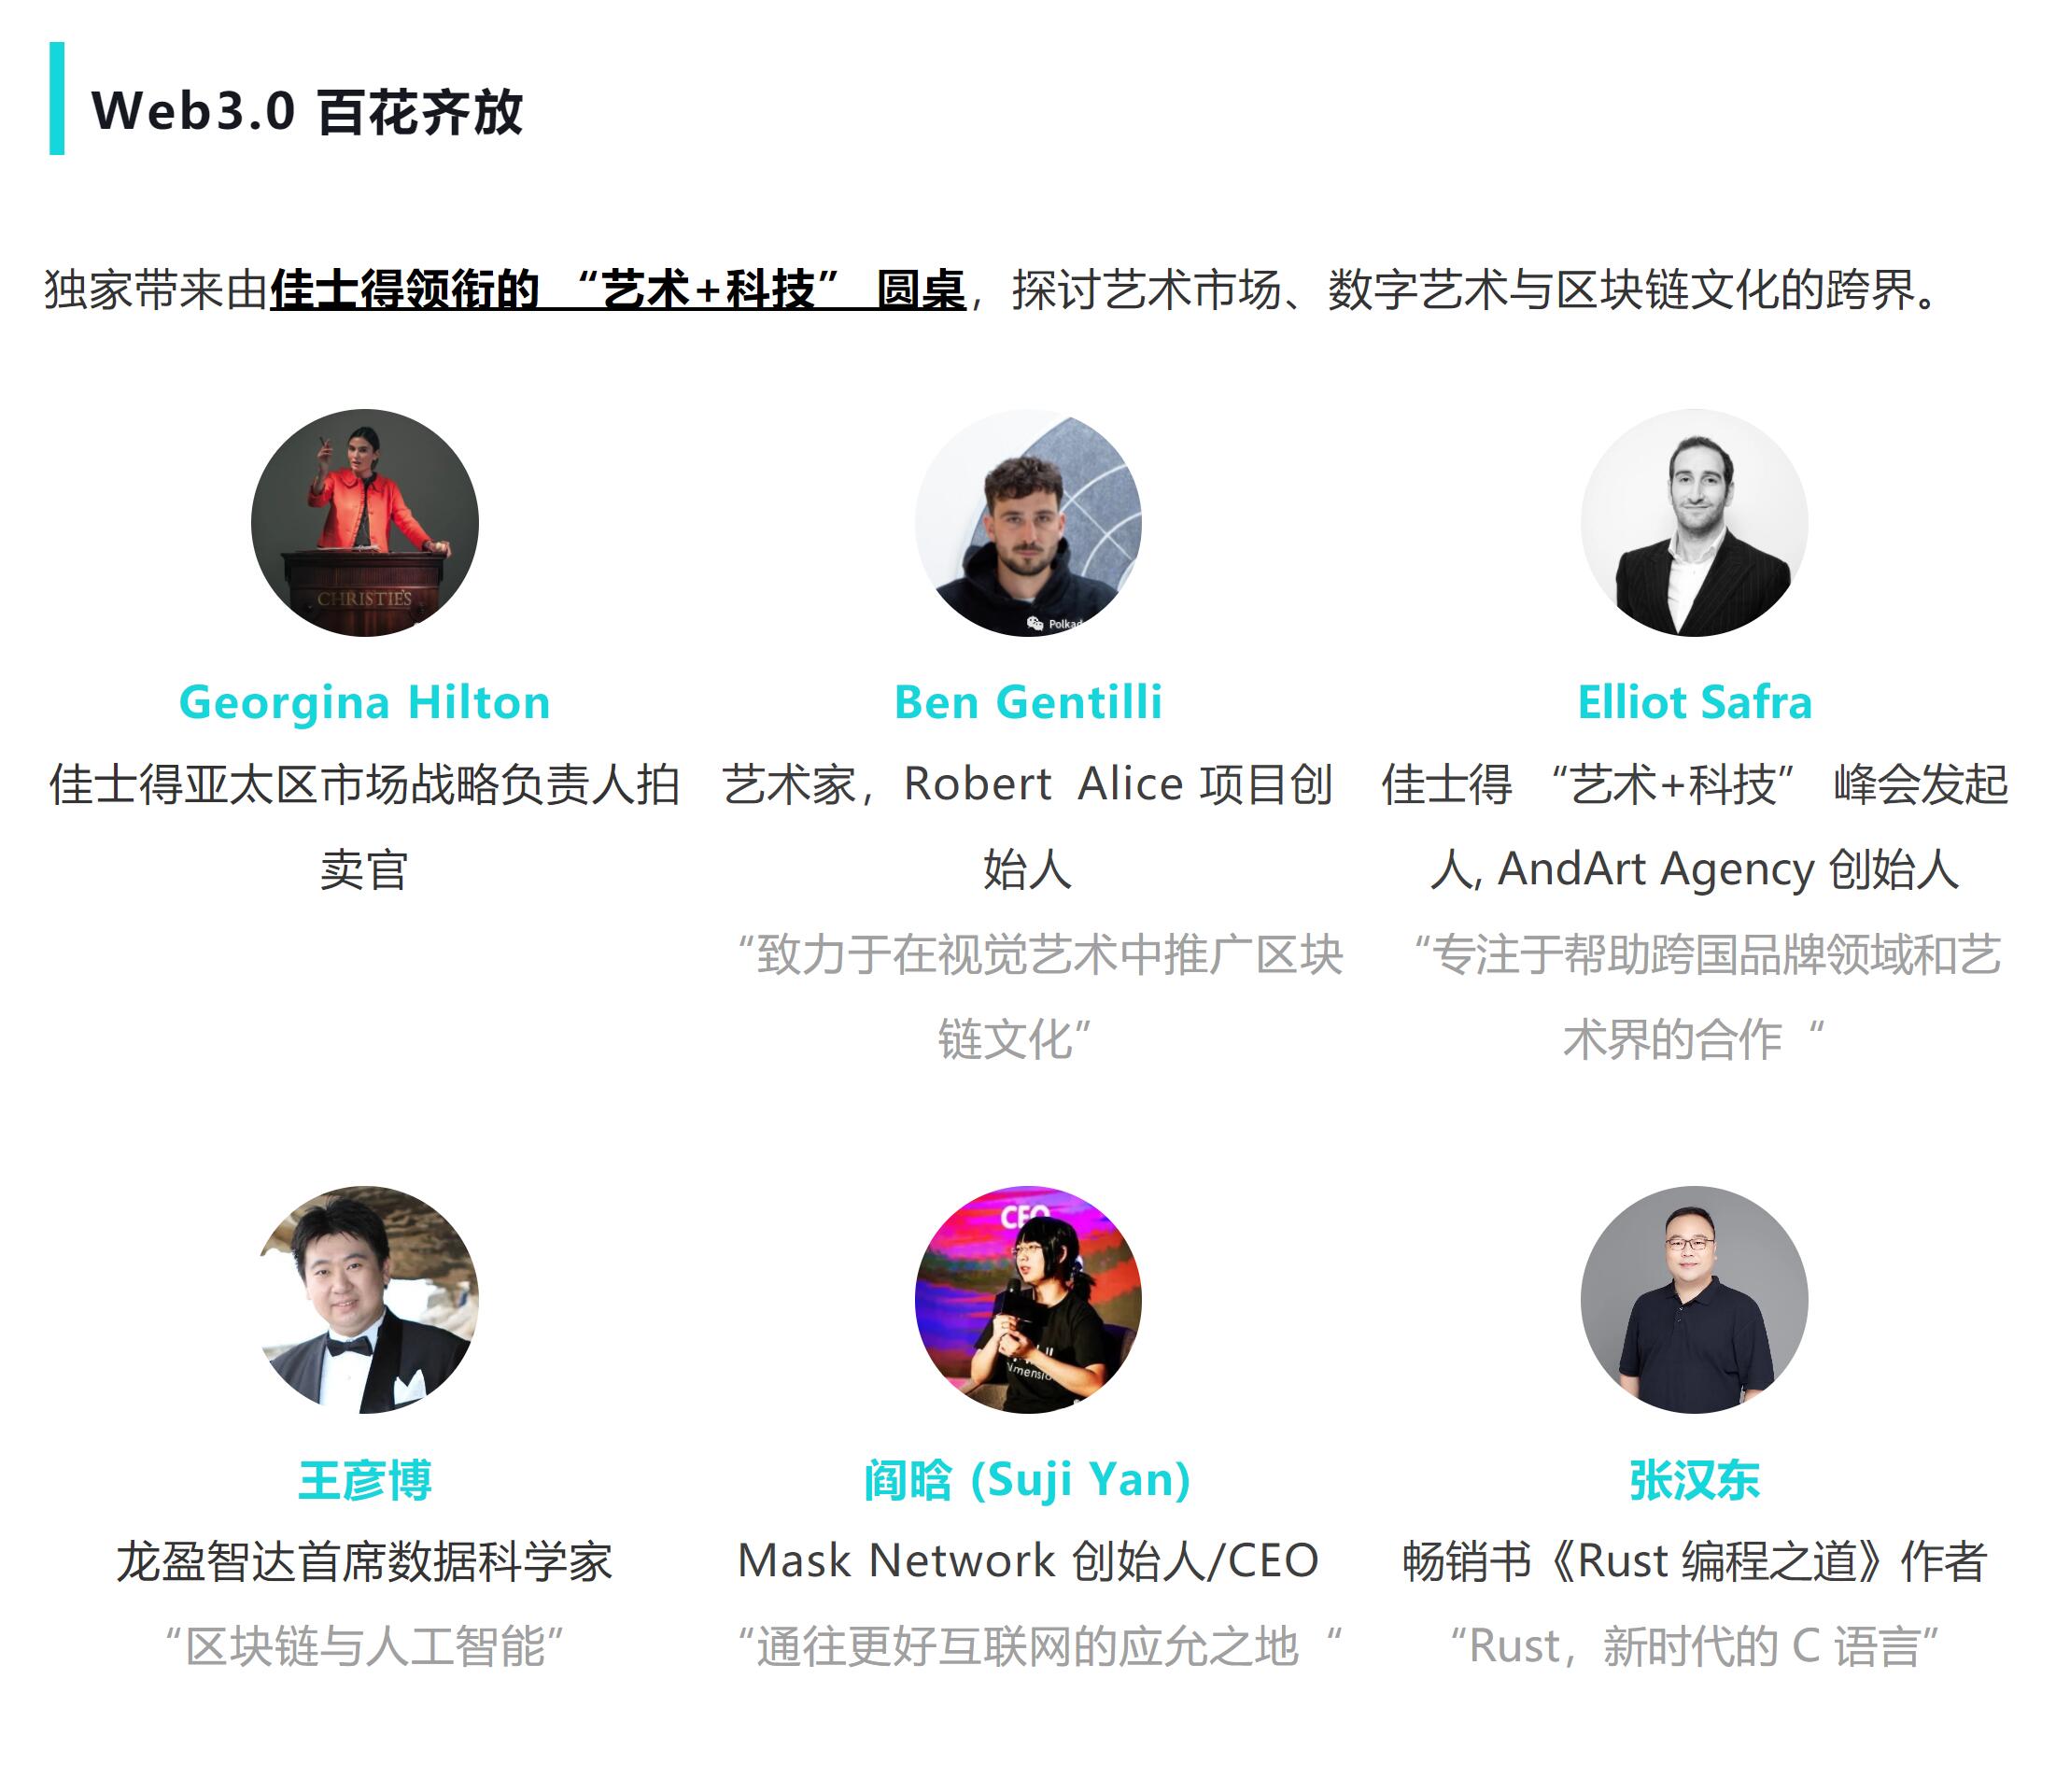 Web3.0 百花齐放
独家带来由佳士得领衔的 “艺术+科技” 圆桌，探讨艺术市场、数字艺术与区块链文化的跨界。
CHRISTIE'S
Georgina Hilton
佳士得亚太区市场战略负责人拍
卖官
Ben Gentilli
艺术家，Robert Alice 项目创
始人
“致力于在视觉艺术中推广区块
链文化”
Elliot Safra
佳士得 “艺术+科技” 峰会发起
人, AndArt Agency 创始人
“专注于帮助跨国品牌领域和艺
术界的合作“
王彦博
龙盈智达首席数据科学家
“区块链与人工智能”
CEO
阎晗 (Suji Yan)
Mask Network 创始人/CEO
“通往更好互联网的应允之地“
张汉东
畅销书《Rust 编程之道》作者
“Rust，新时代的 C 语言”